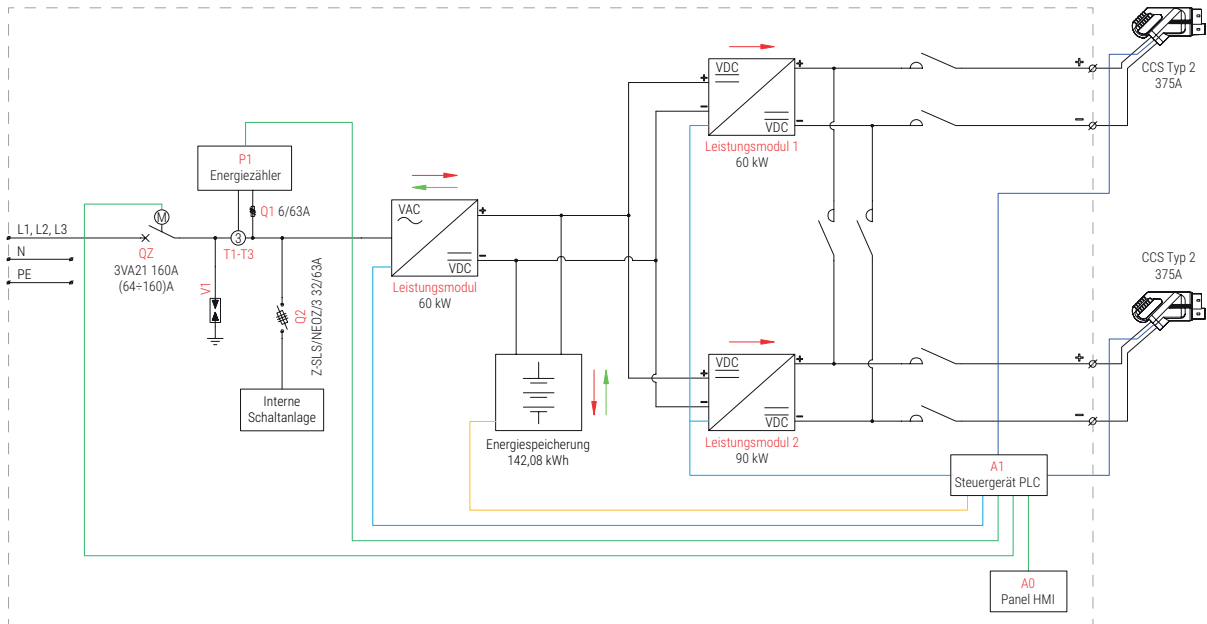 CCS Typ 2
375A
VDC
+
+
-
-
VDC
+
-
Leistungsmodul 1
60 kW
P1
Energiezähler
Q1 6/63A
M
L1, L2, L3
N
PE
QZ
3VA21 160A
(64÷160)A
3
T1-T3
V1
Q2
Z-SLS/NEOZ/3 32/63A
VAC
+
-
VDC
Leistungsmodul
60 kW
Interne
Schaltanlage
Energiespeicherung
142,08 kWh
CCS Typ 2
375A
VDC
+
+
-
-
VDC
+
-
Leistungsmodul 2
90 kW
A1
Steuergerät PLC
A0
Panel HMI